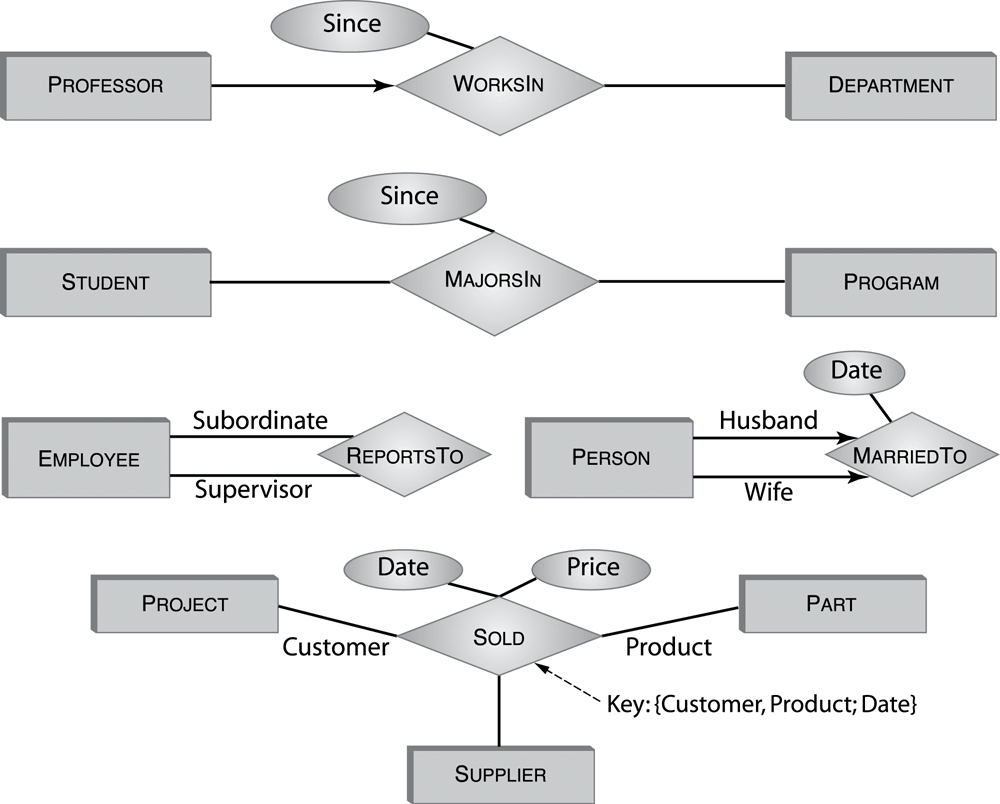 Since
PROFESSOR
WORKSIN
DEPARTMENT
Since
STUDENT
MAJORSIN
PROGRAM
Date
Subordinate
Husband
EMPLOYEE
REPORTSTO
PERSON
MARRIEDTO
Supervisor
Wife
Date
Price
PROJECT
PART
SOLD
Customer
Product
Key: {Customer, Product; Date}
SUPPLIER